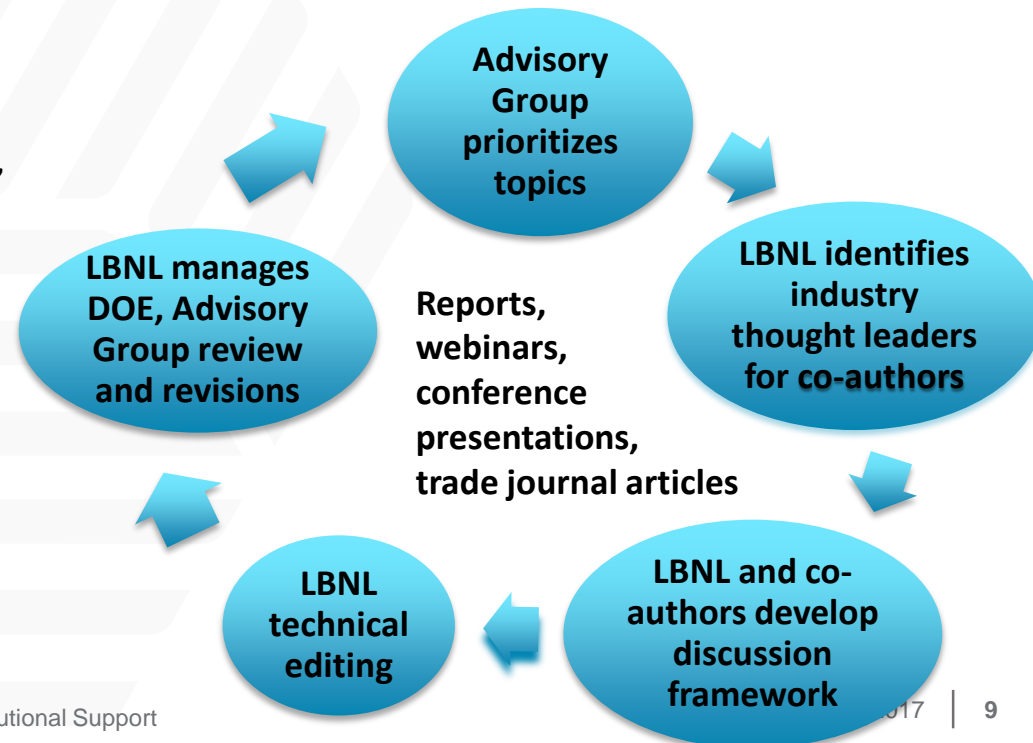 Advisory
Group
prioritizes
topics
LBNL identifies
industry
thought leaders
for co-authors
LBNL and co-
authors develop
discussion
framework
LBNL
technical
editing
LBNL manages
DOE, Advisory
Group review
and revisions
Reports,
webinars,
conference
presentations,
trade journal articles
,
utional Support
017 | 9